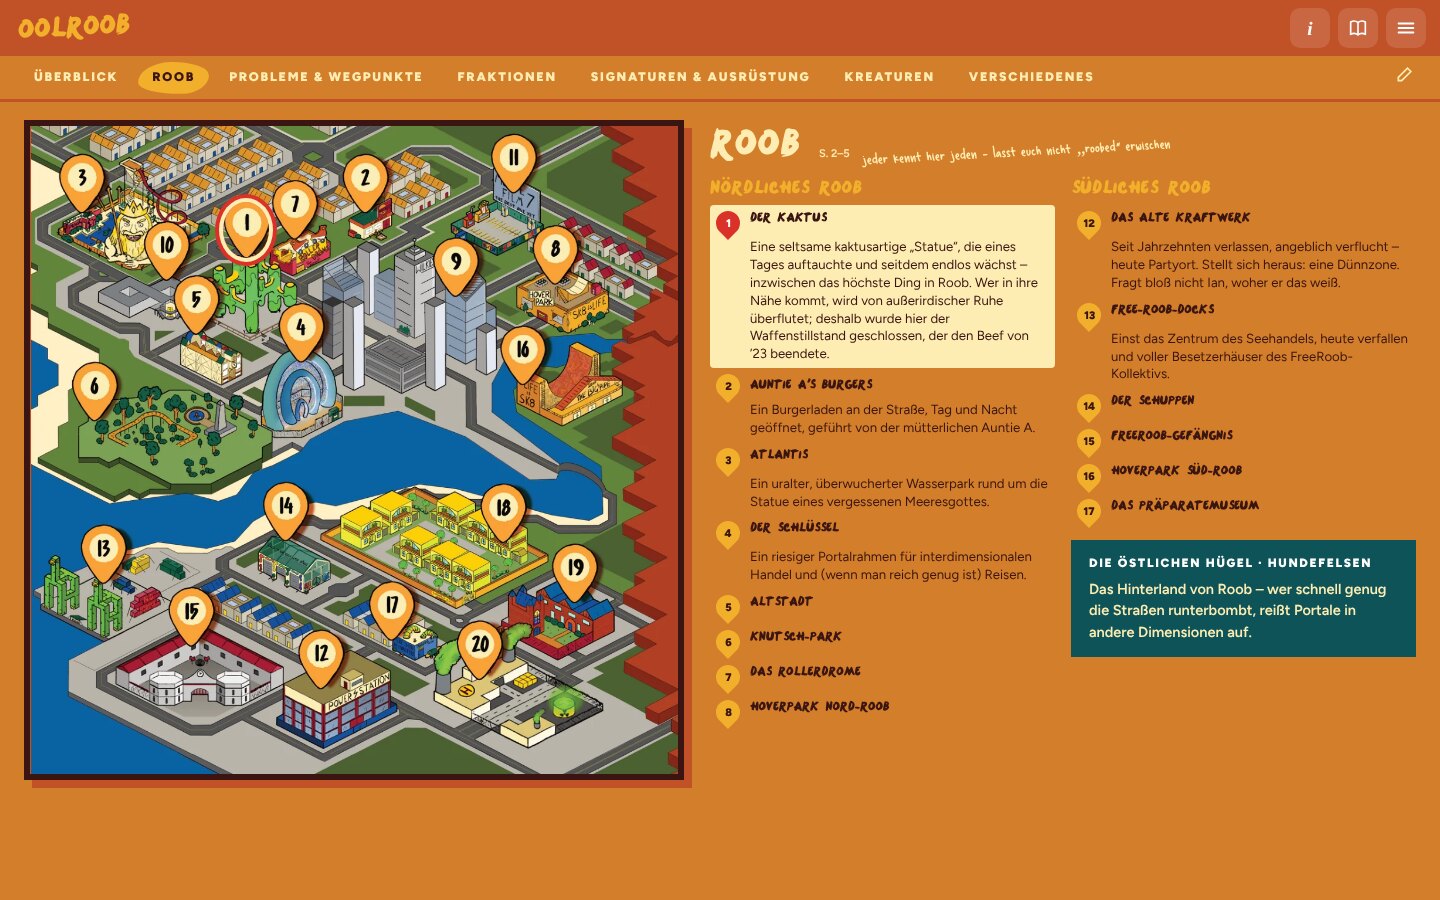 OOLROOB
i
ÜBERBLICK
ROOB
PROBLEME & WEGPUNKTE
FRAKTIONEN
SIGNATUREN & AUSRÜSTUNG
KREATUREN
VERSCHIEDENES
3
2
11
7
1
10
9
8
5
4
16
6
14
18
13
19
15
17
12
20
HOVER PARK
SK8 4 LIFE
LIFE SK8
POWER STATION
H
ROOB
S. 2–5
jeder kennt hier jeden – lasst euch nicht „roobed“ erwischen
NÖRDLICHES ROOB
1
DER KAKTUS
Eine seltsame kaktusartige „Statue“, die eines
Tages auftauchte und seitdem endlos wächst –
inzwischen das höchste Ding in Roob. Wer in ihre
Nähe kommt, wird von außerirdischer Ruhe
überflutet; deshalb wurde hier der
Waffenstillstand geschlossen, der den Beef von
’23 beendete.
2
AUNTIE A’S BURGERS
Ein Burgerladen an der Straße, Tag und Nacht
geöffnet, geführt von der mütterlichen Auntie A.
3
ATLANTIS
Ein uralter, überwucherter Wasserpark rund um die
Statue eines vergessenen Meeresgottes.
4
DER SCHLÜSSEL
Ein riesiger Portalrahmen für interdimensionalen
Handel und (wenn man reich genug ist) Reisen.
5
ALTSTADT
6
KNUTSCH-PARK
7
DAS ROLLERDROME
8
HOVERPARK NORD-ROOB
SÜDLICHES ROOB
12
DAS ALTE KRAFTWERK
Seit Jahrzehnten verlassen, angeblich verflucht –
heute Partyort. Stellt sich heraus: eine Dünnzone.
Fragt bloß nicht Ian, woher er das weiß.
13
FREE-ROOB-DOCKS
Einst das Zentrum des Seehandels, heute verfallen
und voller Besetzerhäuser des FreeRoob-
Kollektivs.
14
DER SCHUPPEN
15
FREEROOB-GEFÄNGNIS
16
HOVERPARK SÜD-ROOB
17
DAS PRÄPARATEMUSEUM
DIE ÖSTLICHEN HÜGEL · HUNDEFELSEN
Das Hinterland von Roob – wer schnell genug
die Straßen runterbombt, reißt Portale in
andere Dimensionen auf.